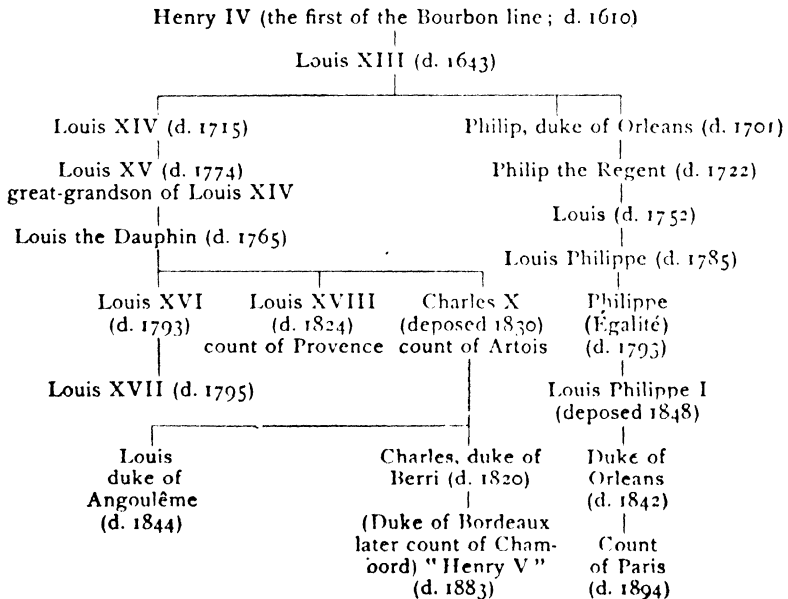 Henry IV (the first of the Bourbon line; d. 1610)
Louis XIII (d. 1643)
Louis XIV (d. 1715)
Philip, duke of Orleans (d. 1701)
Louis XV (d. 1774)
great-grandson of Louis XIV
Philip the Regent (d. 1722)
Louis (d. 1752)
Louis the Dauphin (d. 1765)
Louis Philippe (d. 1785)
Louis XVI
(d. 1793)
Louis XVIII
(d. 1824)
count of Provence
Charles X
(deposed 1830)
count of Artois
Philippe
(Égalité)
(d. 1793)
Louis XVII (d. 1795)
Louis Philippe I
(deposed 1848)
Louis
duke of
Angoulême
(d. 1844)
Charles, duke of
Berri (d. 1820)
Duke of
Orleans
(d. 1842)
(Duke of Bordeaux
later count of Cham-
bord) "Henry V"
(d. 1883)
Count
of Paris
(d. 1894)